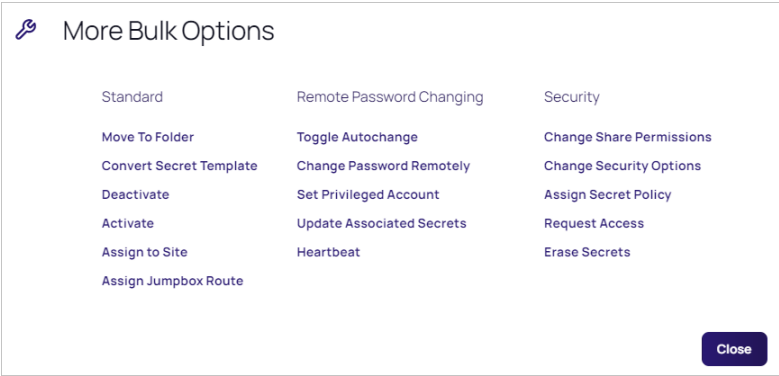 More Bulk Options
Standard
Move To Folder
Convert Secret Template
Deactivate
Activate
Assign to Site
Assign Jumpbox Route
Remote Password Changing
Toggle Autochange
Change Password Remotely
Set Privileged Account
Update Associated Secrets
Heartbeat
Security
Change Share Permissions
Change Security Options
Assign Secret Policy
Request Access
Erase Secrets
Close